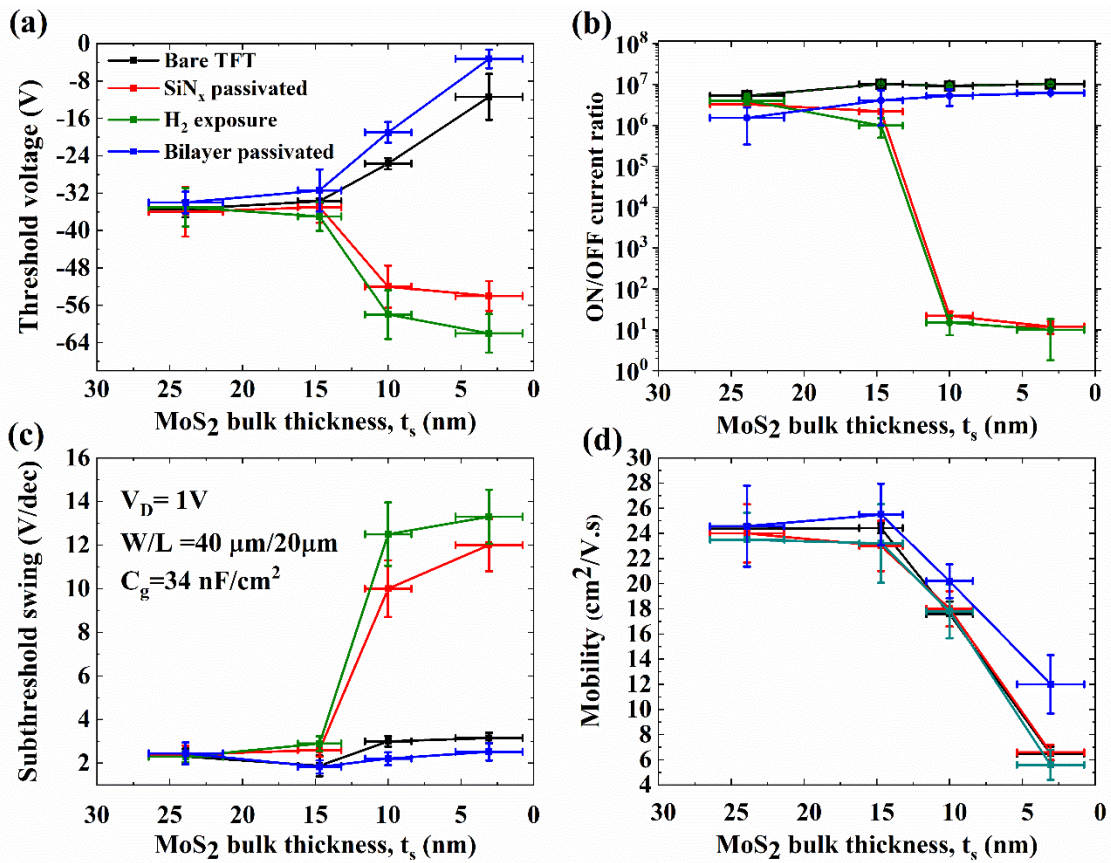 (a)
Threshold voltage (V)
0
-8
-16
-24
-32
-40
-48
-56
-64
Bare TFT
SiNx passivated
H2 exposure
Bilayer passivated
30 25 20 15 10 5 0
MoS2 bulk thickness, ts (nm)
(b)
ON/OFF current ratio
10^8
10^7
10^6
10^5
10^4
10^3
10^2
10^1
10^0
30 25 20 15 10 5 0
MoS2 bulk thickness, ts (nm)
(c)
Subthreshold swing (V/dec)
16
14
12
10
8
6
4
2
VD= 1V
W/L =40 μm/20μm
Cg=34 nF/cm^2
30 25 20 15 10 5 0
MoS2 bulk thickness, ts (nm)
(d)
Mobility (cm^2/V.s)
30
28
26
24
22
20
18
16
14
12
10
8
6
4
30 25 20 15 10 5 0
MoS2 bulk thickness, ts (nm)